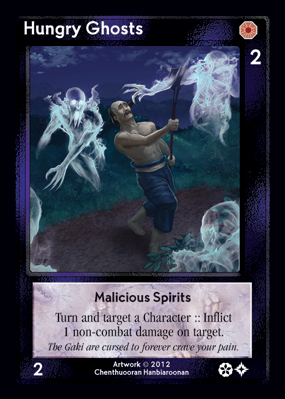 Hungry Ghosts
2
Malicious Spirits
Turn and target a Character :: Inflict
1 non-combat damage on target.
The Gaki are cursed to forever crave your pain.
2
Artwork © 2012
Chenthuooran Nanbiaroonan